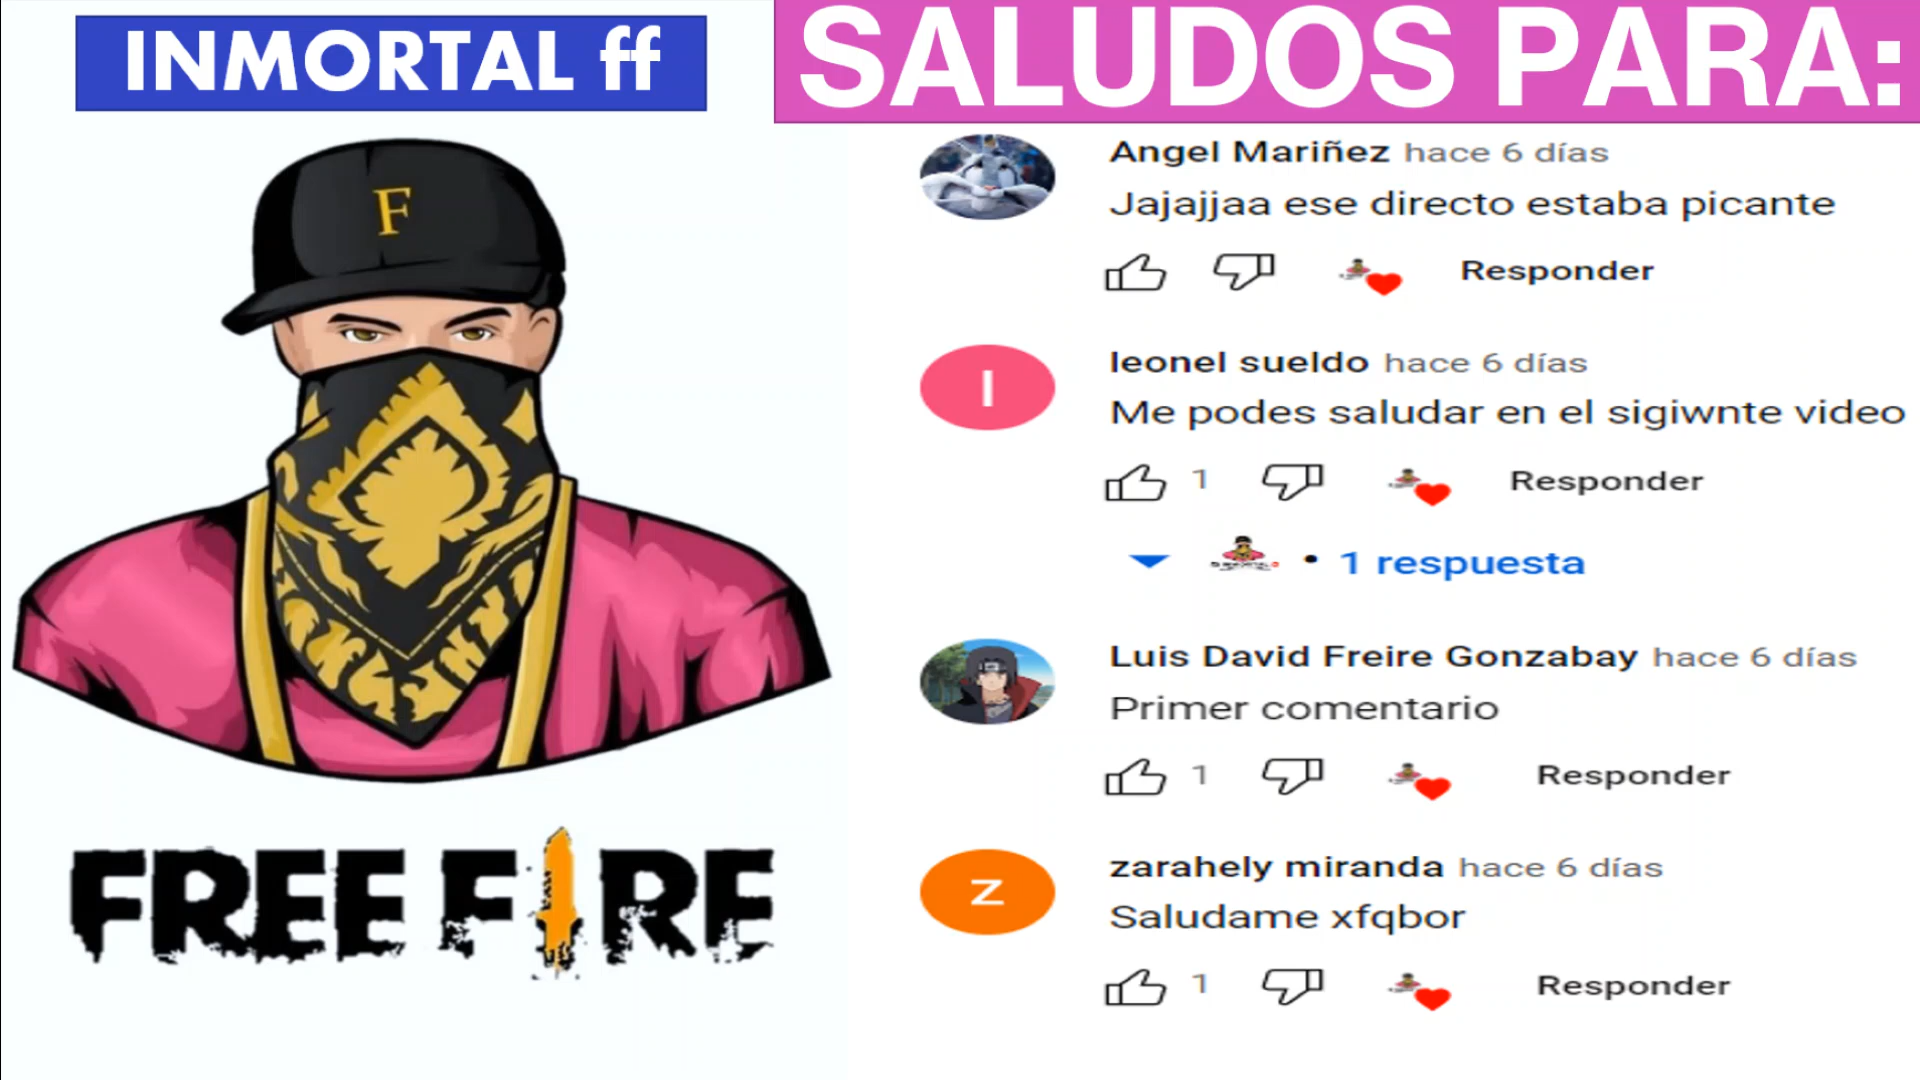 INMORTAL ff
F
FREE FIRE
SALUDOS PARA:
Angel Mariñez hace 6 días
Jajajjaa ese directo estaba picante
Responder
l
leonel sueldo hace 6 días
Me podes saludar en el sigiwnte video
1 Responder
• 1 respuesta
Luis David Freire Gonzabay hace 6 días
Primer comentario
1 Responder
z
zarahely miranda hace 6 días
Saludame xfqbor
1 Responder